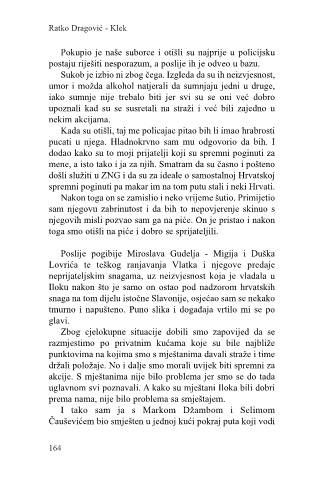 Ratko Dragović - Klek
Pokupio je naše suborce i otišli su najprije u policijsku
postaju riješiti nesporazum, a poslije ih je odveo u bazu.
Sukob je izbio ni zbog čega. Izgleda da su ih neizvjesnost,
umor i možda alkohol natjerali da sumnjaju jedni u druge,
iako sumnje nije trebalo biti jer svi su se oni već dobro
upoznali kad su se susretali na straži i već bili zajedno u
nekim akcijama.
Kada su otišli, taj me policajac pitao bih li imao hrabrosti
pucati u njega. Hladnokrvno sam mu odgovorio da bih. I
dodao kako su to moji prijatelji koji su spremni poginuti za
mene, a isto tako i ja za njih. Smatram da su časno i pošteno
došli služiti u ZNG i da su za ideale o samostalnoj Hrvatskoj
spremni poginuti pa makar im na tom putu stali i neki Hrvati.
Nakon toga on se zamislio i neko vrijeme šutio. Primijetio
sam njegovu zabrinutost i da bih to nepovjerenje skinuo s
njegovih misli pozvao sam ga na piće. On je pristao i nakon
toga smo otišli na piće i dobro se sprijateljili.
Poslije pogibije Miroslava Gudelja - Migija i Duška
Lovrića te teškog ranjavanja Vlatka i njegove predaje
neprijateljskim snagama, uz neizvjesnost koja je vladala u
Iloku nakon što je samo on ostao pod nadzorom hrvatskih
snaga na tom dijelu istočne Slavonije, osjećao sam se nekako
tmurno i napušteno. Puno slika i događaja vrtilo mi se po
glavi.
Zbog cjelokupne situacije dobili smo zapovijed da se
razmjestimo po privatnim kućama koje su bile najbliže
punktovima na kojima smo s mještanima davali straže i time
držali položaje. No i dalje smo morali uvijek biti spremni za
akcije. S mještanima nije bilo problema jer smo se do tada
uglavnom svi poznavali. A kako su mještani Iloka bili dobri
prema nama, nije bilo problema sa smještajem.
I tako sam ja s Markom Džambom i Selimom
Čauševićem bio smješten u jednoj kući pokraj puta koji vodi
164